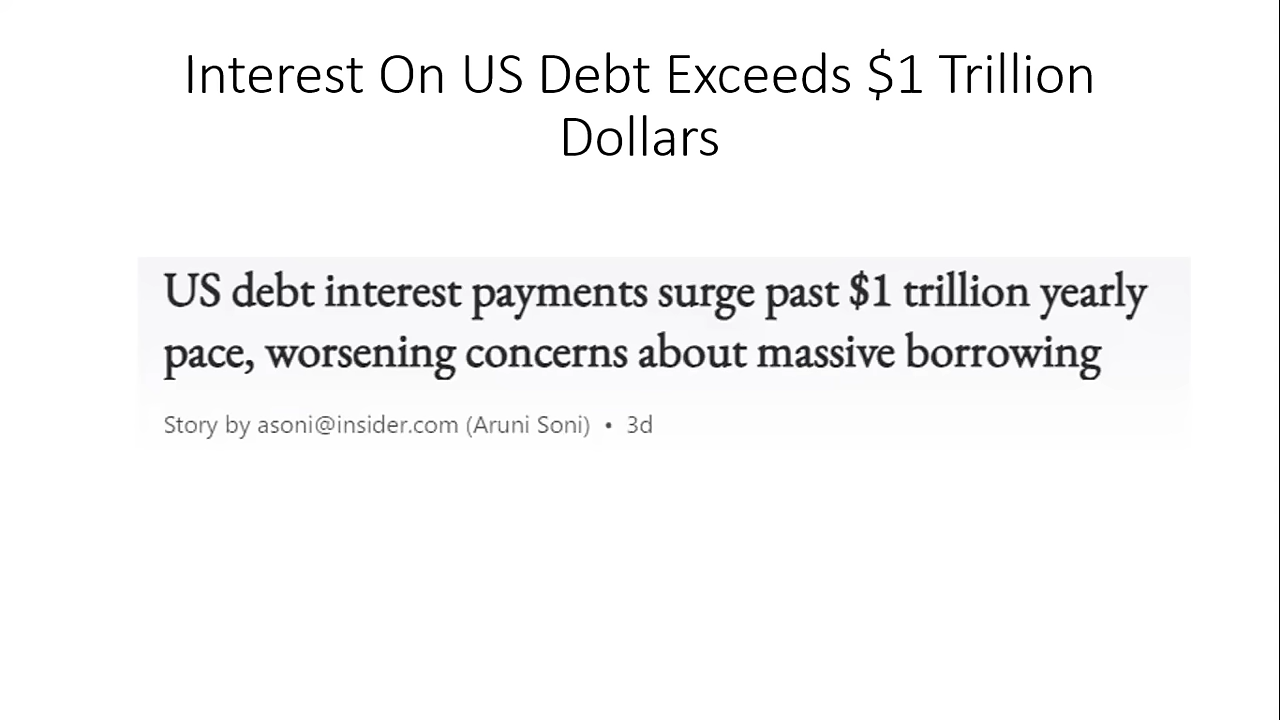 Interest On US Debt Exceeds $1 Trillion
Dollars
US debt interest payments surge past $1 trillion yearly
pace, worsening concerns about massive borrowing
Story by asoni@insider.com (Aruni Soni) • 3d